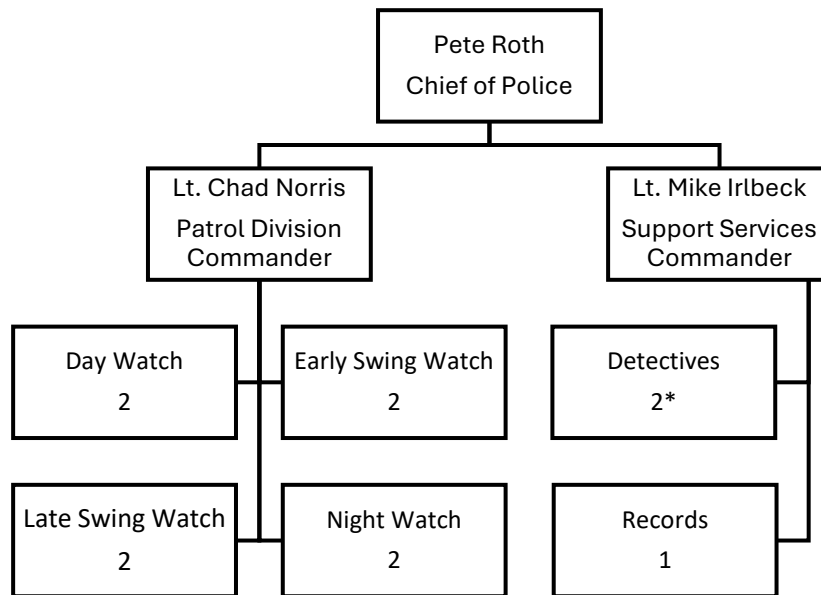 Pete Roth
Chief of Police
Lt. Chad Norris
Patrol Division
Commander
Lt. Mike Irlbeck
Support Services
Commander
Day Watch
2
Early Swing Watch
2
Detectives
2*
Late Swing Watch
2
Night Watch
2
Records
1